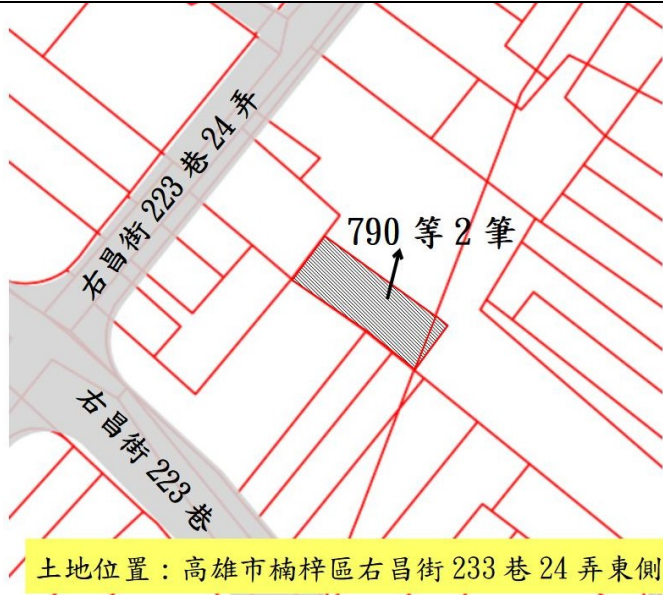 右昌街 223 巷 24 弄
790 等 2 筆
右昌街 223 巷
土地位置：高雄市楠梓區右昌街 233 巷 24 弄東側